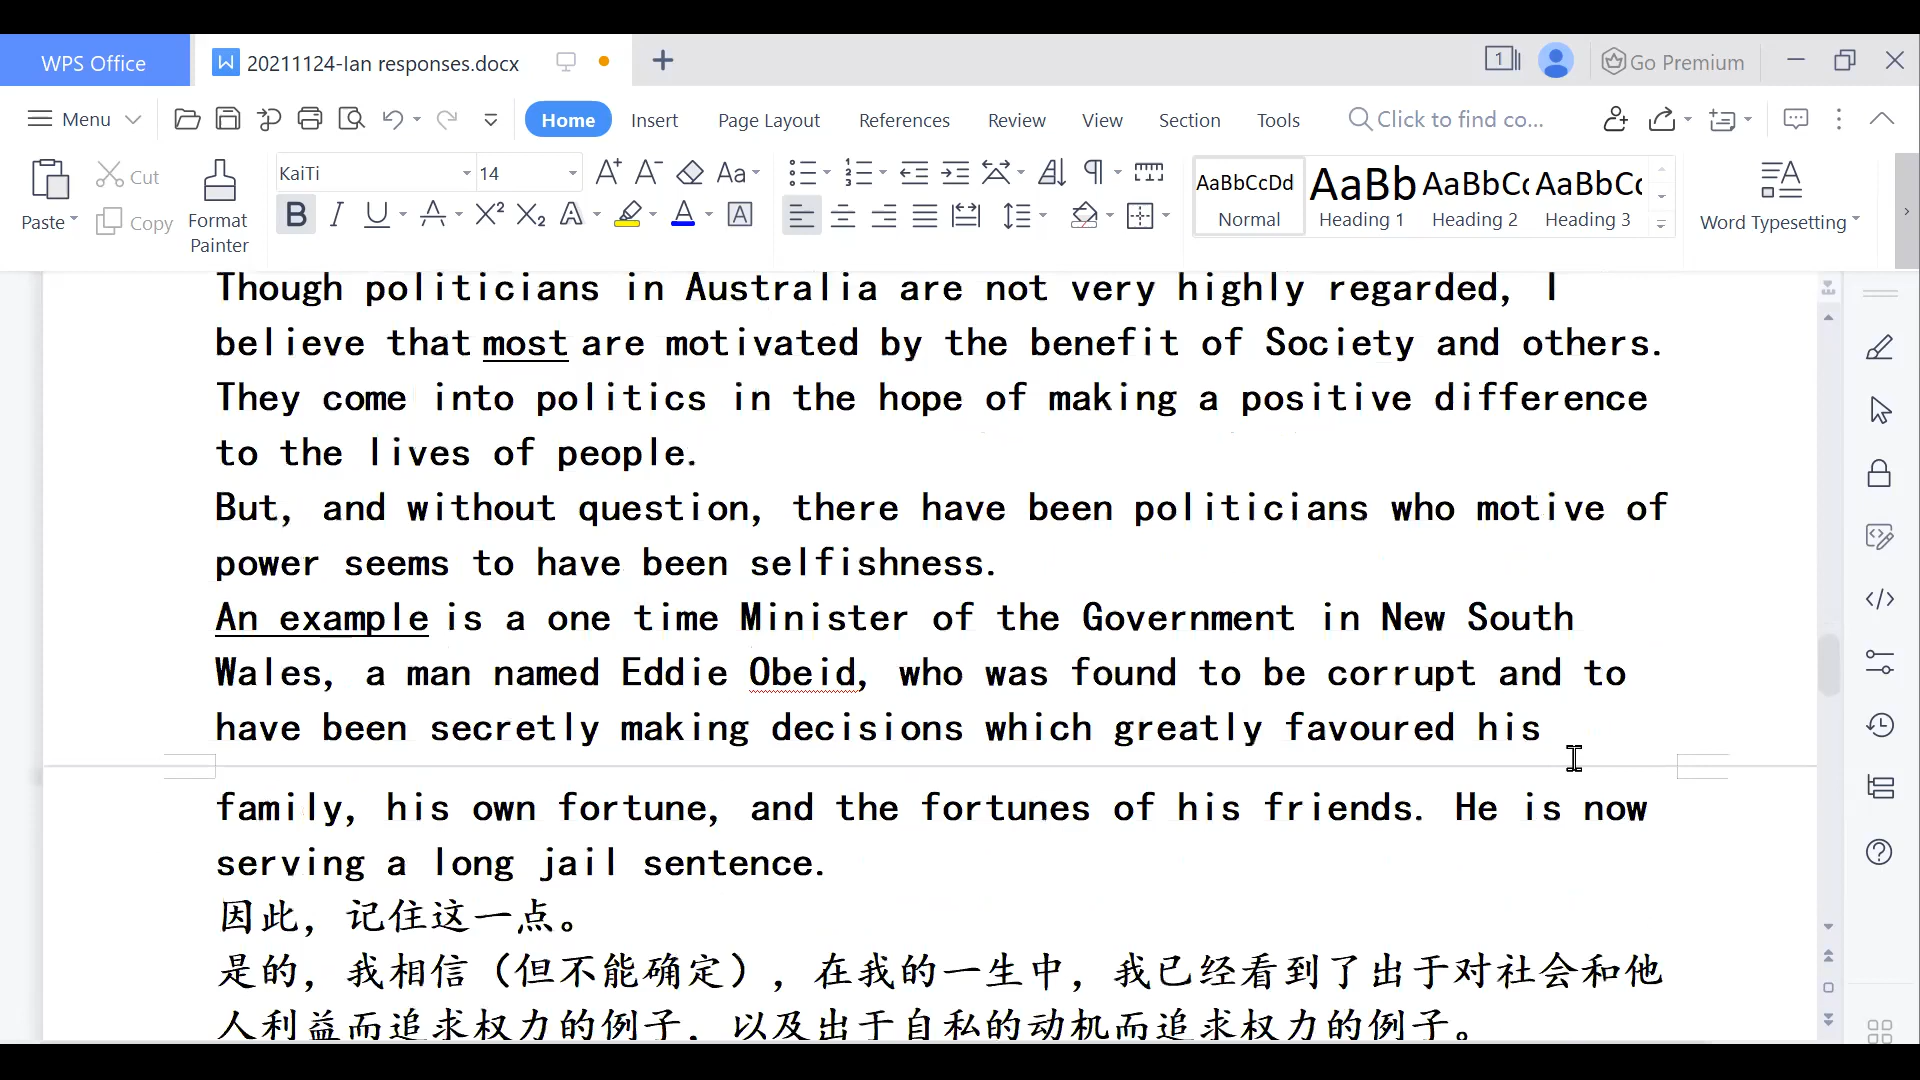 WPS Office
20211124-Ian responses.docx
1
Go Premium
Menu
Home
Insert
Page Layout
References
Review
View
Section
Tools
Click to find co...
Paste
Cut
Copy
Format
Painter
KaiTi
14
AaBbCcDd
Normal
AaBb
Heading 1
AaBbC
Heading 2
AaBbC
Heading 3
Word Typesetting
Though politicians in Australia are not very highly regarded, I
believe that most are motivated by the benefit of Society and others.
They come into politics in the hope of making a positive difference
to the lives of people.
But, and without question, there have been politicians who motive of
power seems to have been selfishness.
An example is a one time Minister of the Government in New South
Wales, a man named Eddie Obeid, who was found to be corrupt and to
have been secretly making decisions which greatly favoured his
family, his own fortune, and the fortunes of his friends. He is now
serving a long jail sentence.
因此，记住这一点。
是的，我相信（但不能确定），在我的一生中，我已经看到了出于对社会和他
人利益而追求权力的例子，以及出于自私的动机而追求权力的例子。